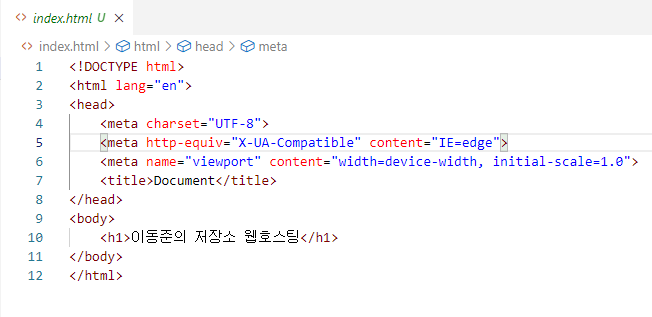 index.html U ×
index.html > html > head > meta
1 <!DOCTYPE html>
2 <html lang="en">
3 <head>
4     <meta charset="UTF-8">
5     <meta http-equiv="X-UA-Compatible" content="IE=edge">
6     <meta name="viewport" content="width=device-width, initial-scale=1.0">
7     <title>Document</title>
8 </head>
9 <body>
10     <h1>이동준의 저장소 웹호스팅</h1>
11 </body>
12 </html>